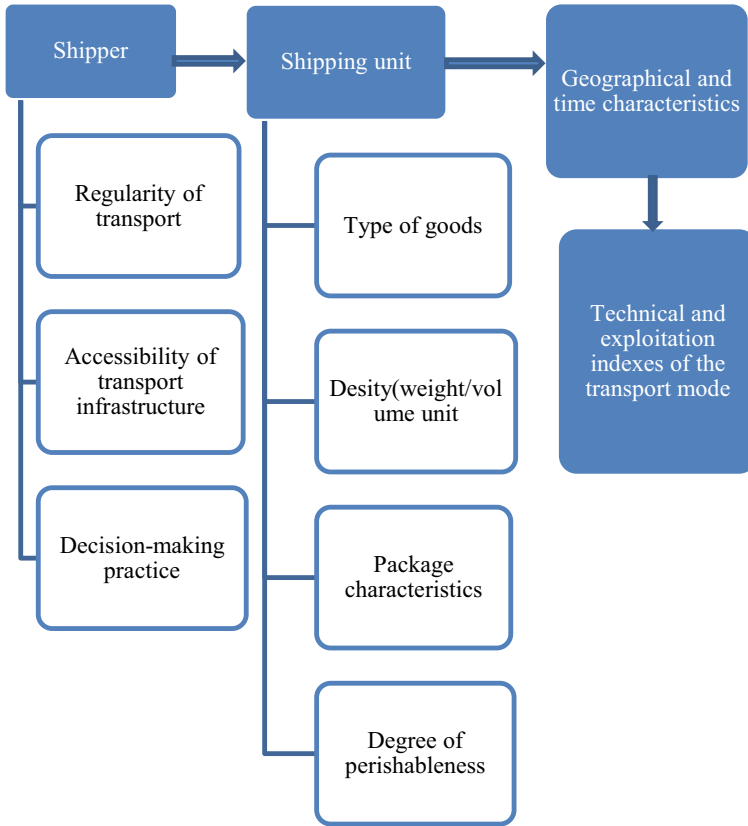 Shipper
Shipping unit
Geographical and
time characteristics
Regularity of
transport
Accessibility of
transport
infrastructure
Decision-making
practice
Type of goods
Desity(weight/vol
ume unit
Package
characteristics
Degree of
perishableness
Technical and
exploitation
indexes of the
transport mode